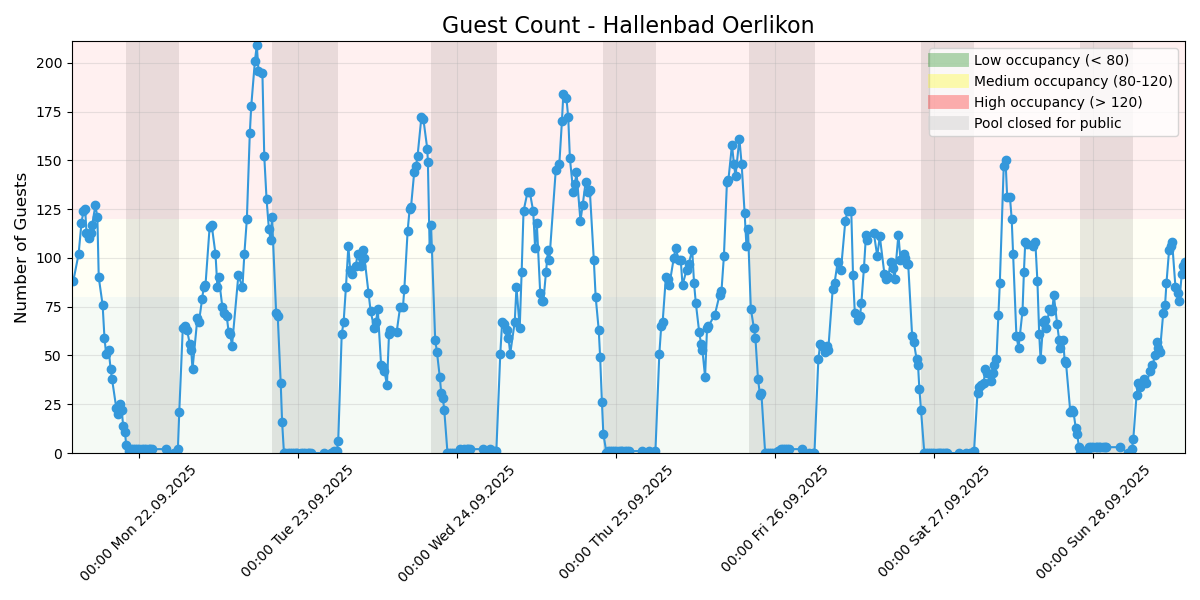 Guest Count - Hallenbad Oerlikon
Number of Guests
200
175
150
125
100
75
50
25
0
Low occupancy (< 80)
Medium occupancy (80-120)
High occupancy (> 120)
Pool closed for public
00:00 Mon 22.09.2025
00:00 Tue 23.09.2025
00:00 Wed 24.09.2025
00:00 Thu 25.09.2025
00:00 Fri 26.09.2025
00:00 Sat 27.09.2025
00:00 Sun 28.09.2025